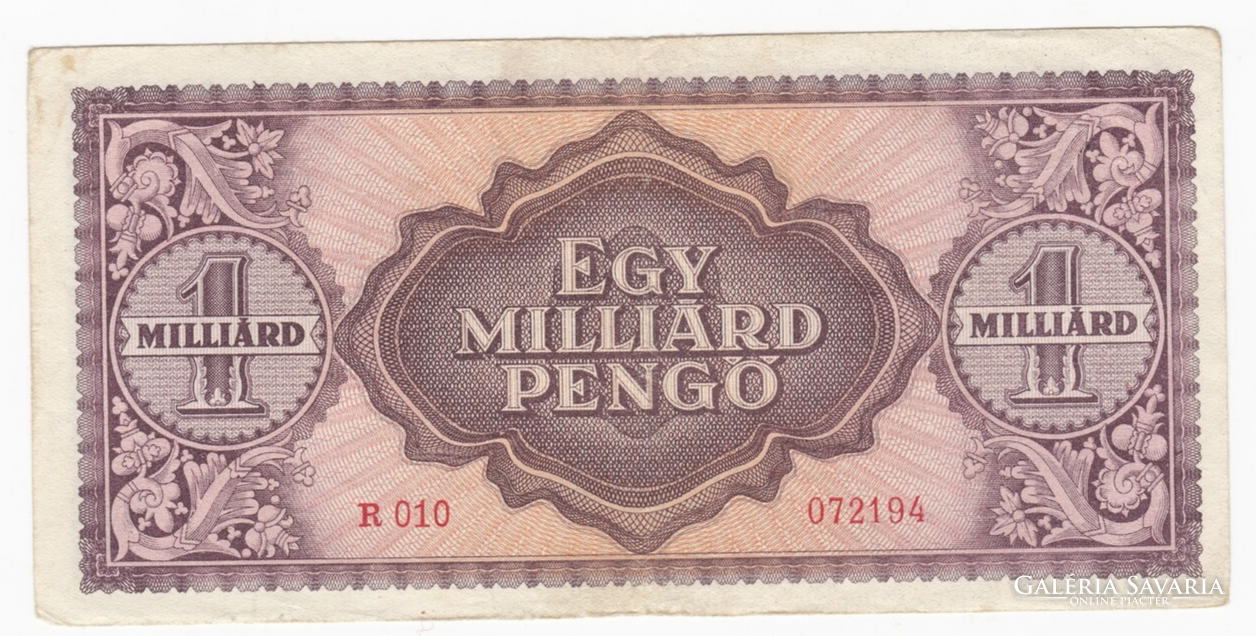 EGY
MILLIÁRD
PENGŐ
1
MILLIÁRD
1
MILLIÁRD
R 010
072194
GALÉRIA SAVARIA
ONLINE PIACTÉR